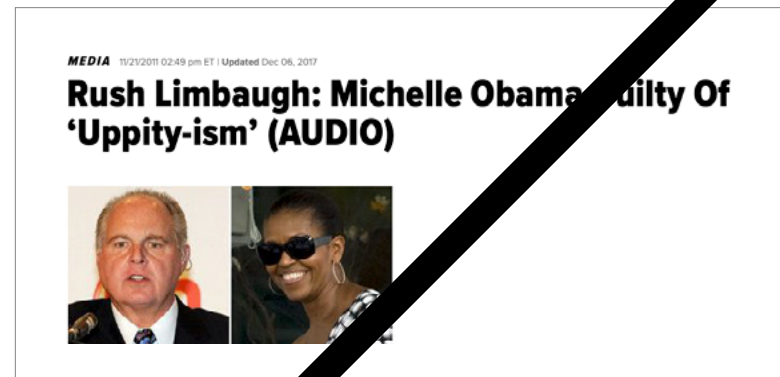 MEDIA 11/21/2011 02:49 pm ET | Updated Dec 06, 2017
Rush Limbaugh: Michelle Obama Of
‘Uppity-ism’ (AUDIO)